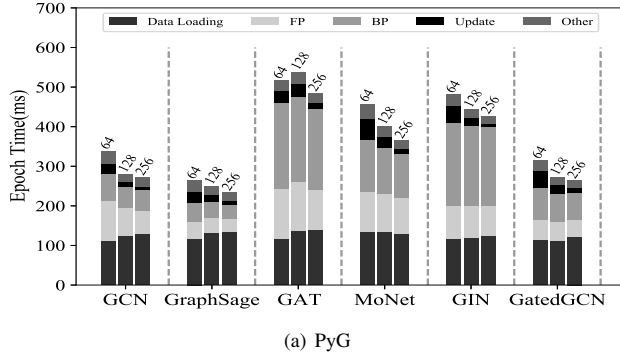 Data Loading FP BP Update Other
Epoch Time(ms)
700
600
500
400
300
200
100
0
64 128 256
64 128 256
64 128 256
64 128 256
64 128 256
64 128 256
GCN GraphSage GAT MoNet GIN GatedGCN
(a) PyG